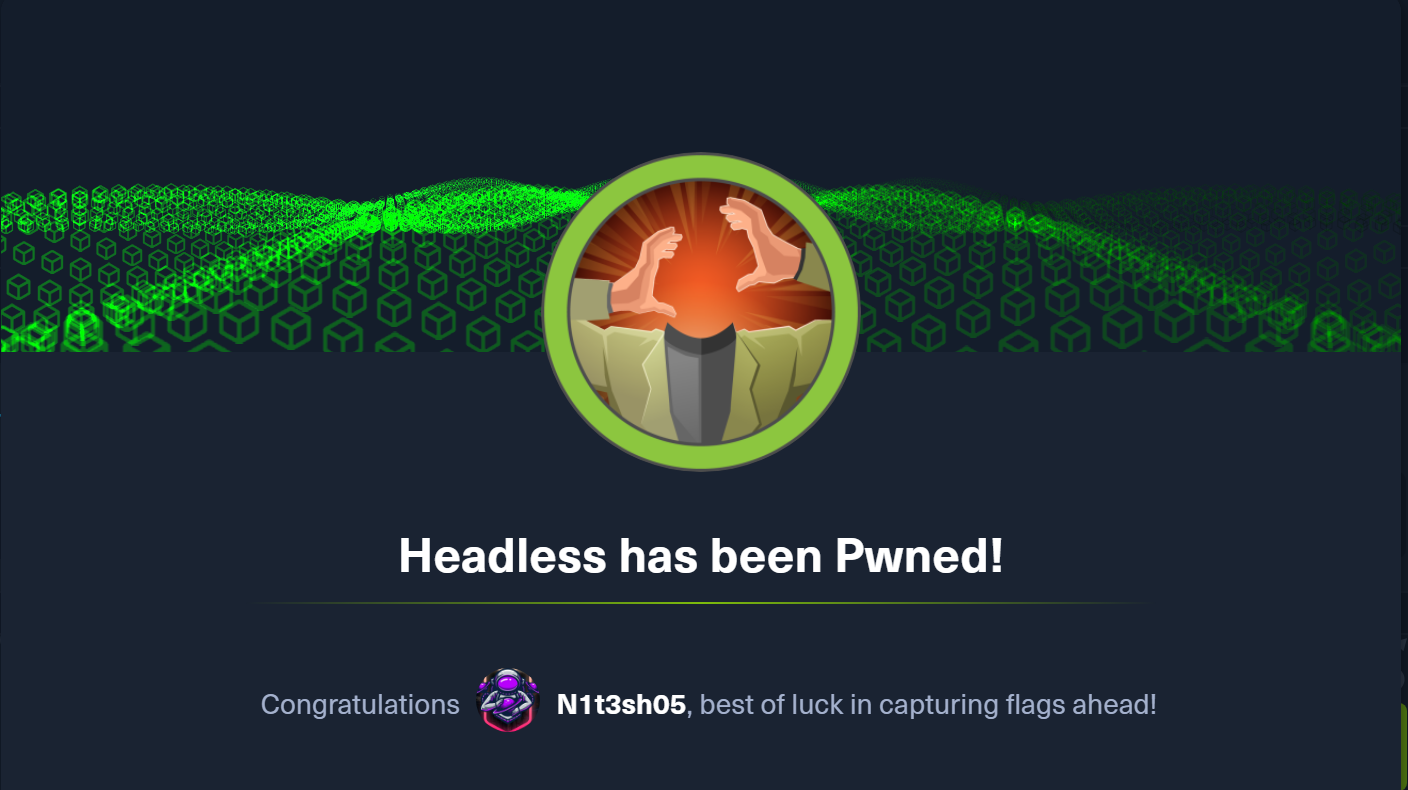 Headless has been Pwned!
Congratulations N1t3sh05, best of luck in capturing flags ahead!